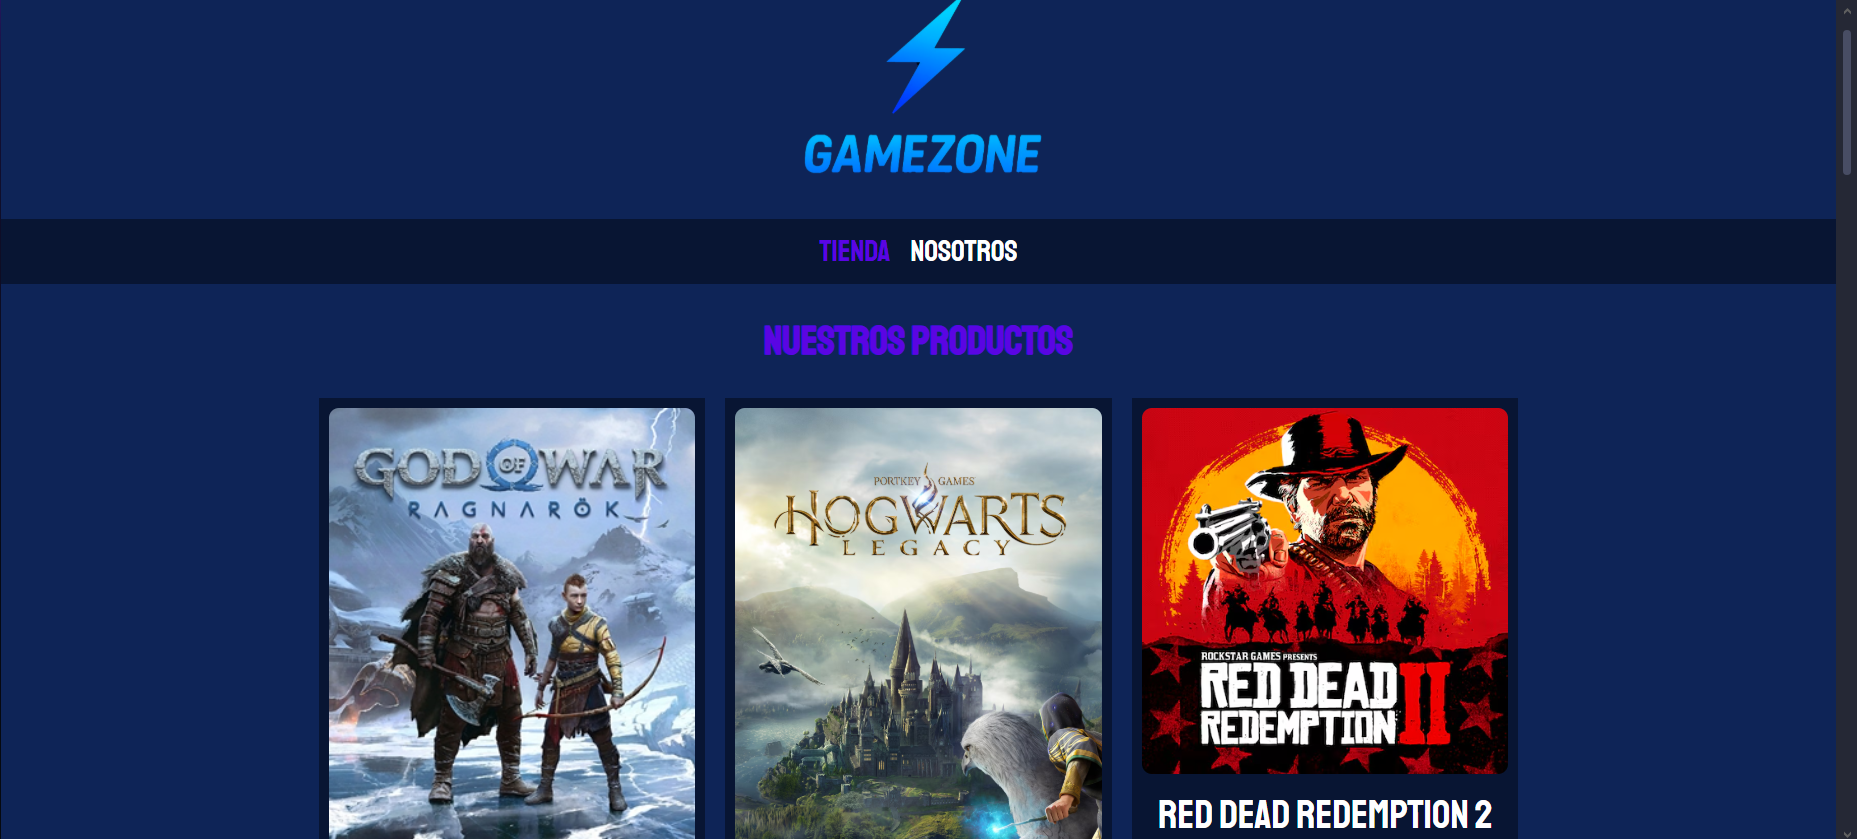 GAMEZONE
TIENDA NOSOTROS
NUESTROS PRODUCTOS
GOD OF WAR
RAGNARÖK
PORTKEY GAMES
HOGWARTS
LEGACY
ROCKSTAR GAMES PRESENTS
RED DEAD
REDEMPTION II
RED DEAD REDEMPTION 2